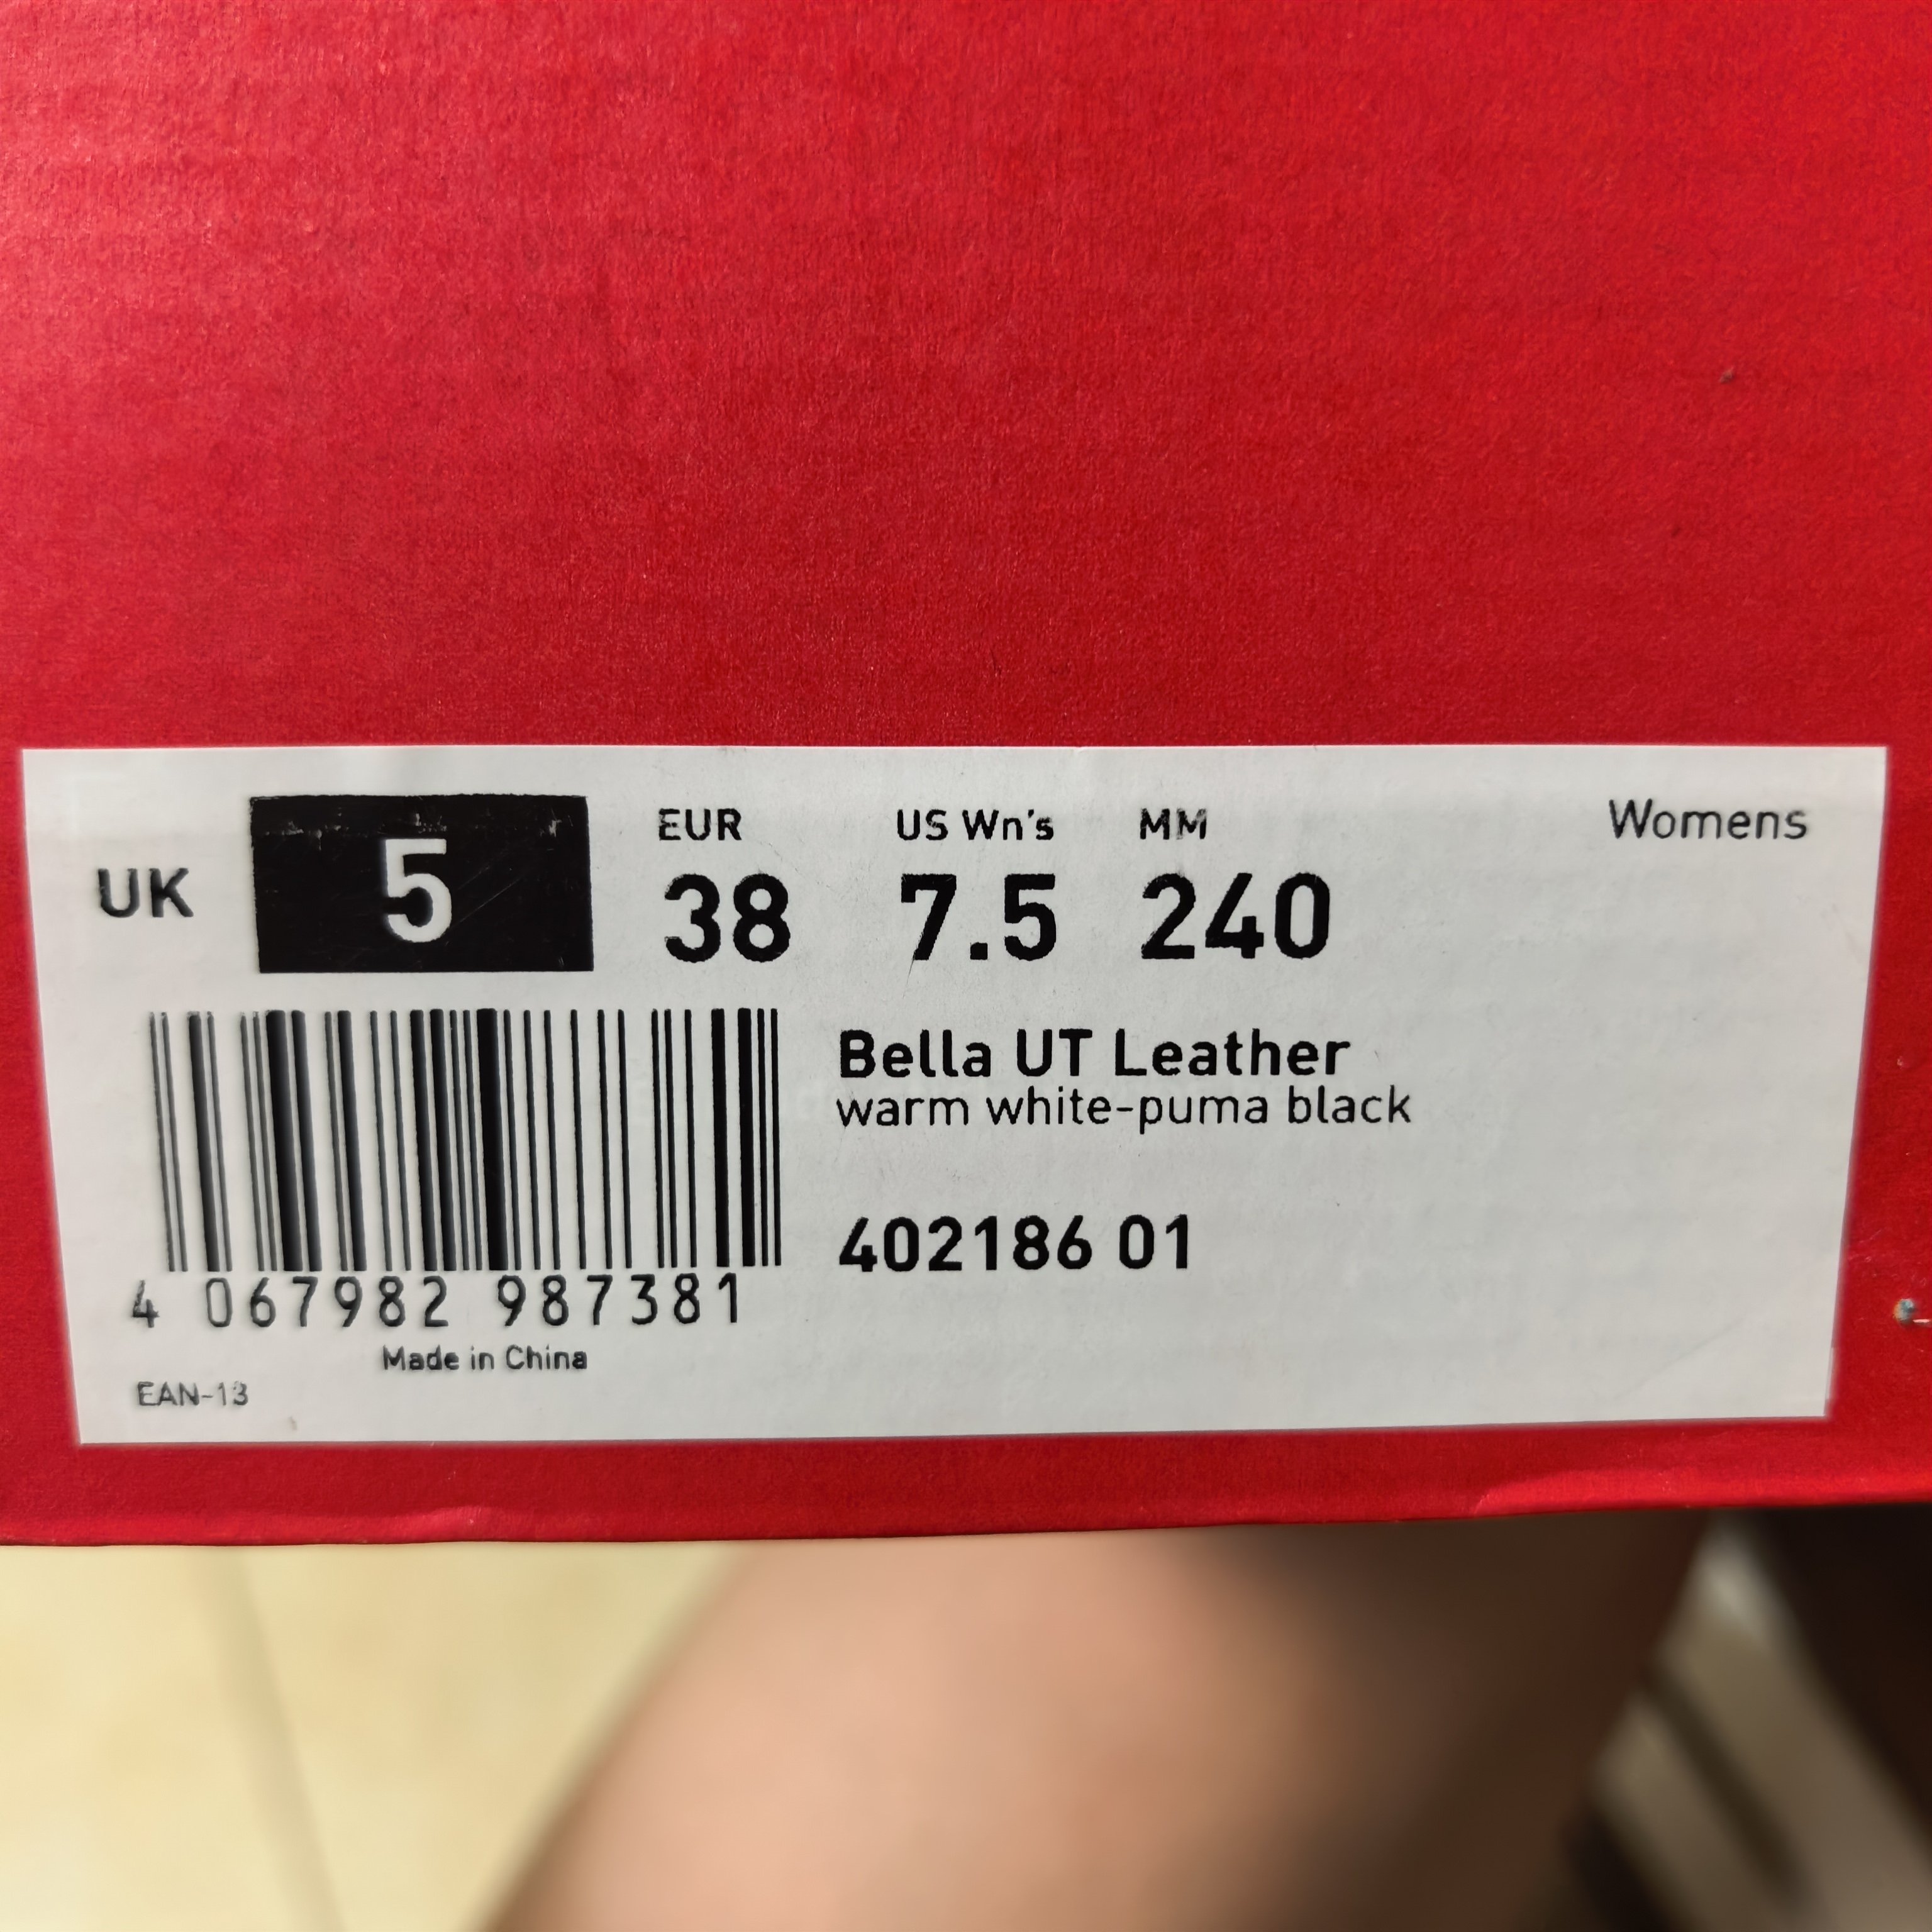 EUR US Wn's MM Womens
UK 5 38 7.5 240
Bella UT Leather
warm white-puma black
402186 01
4 067982 987381
Made in China
EAN-13